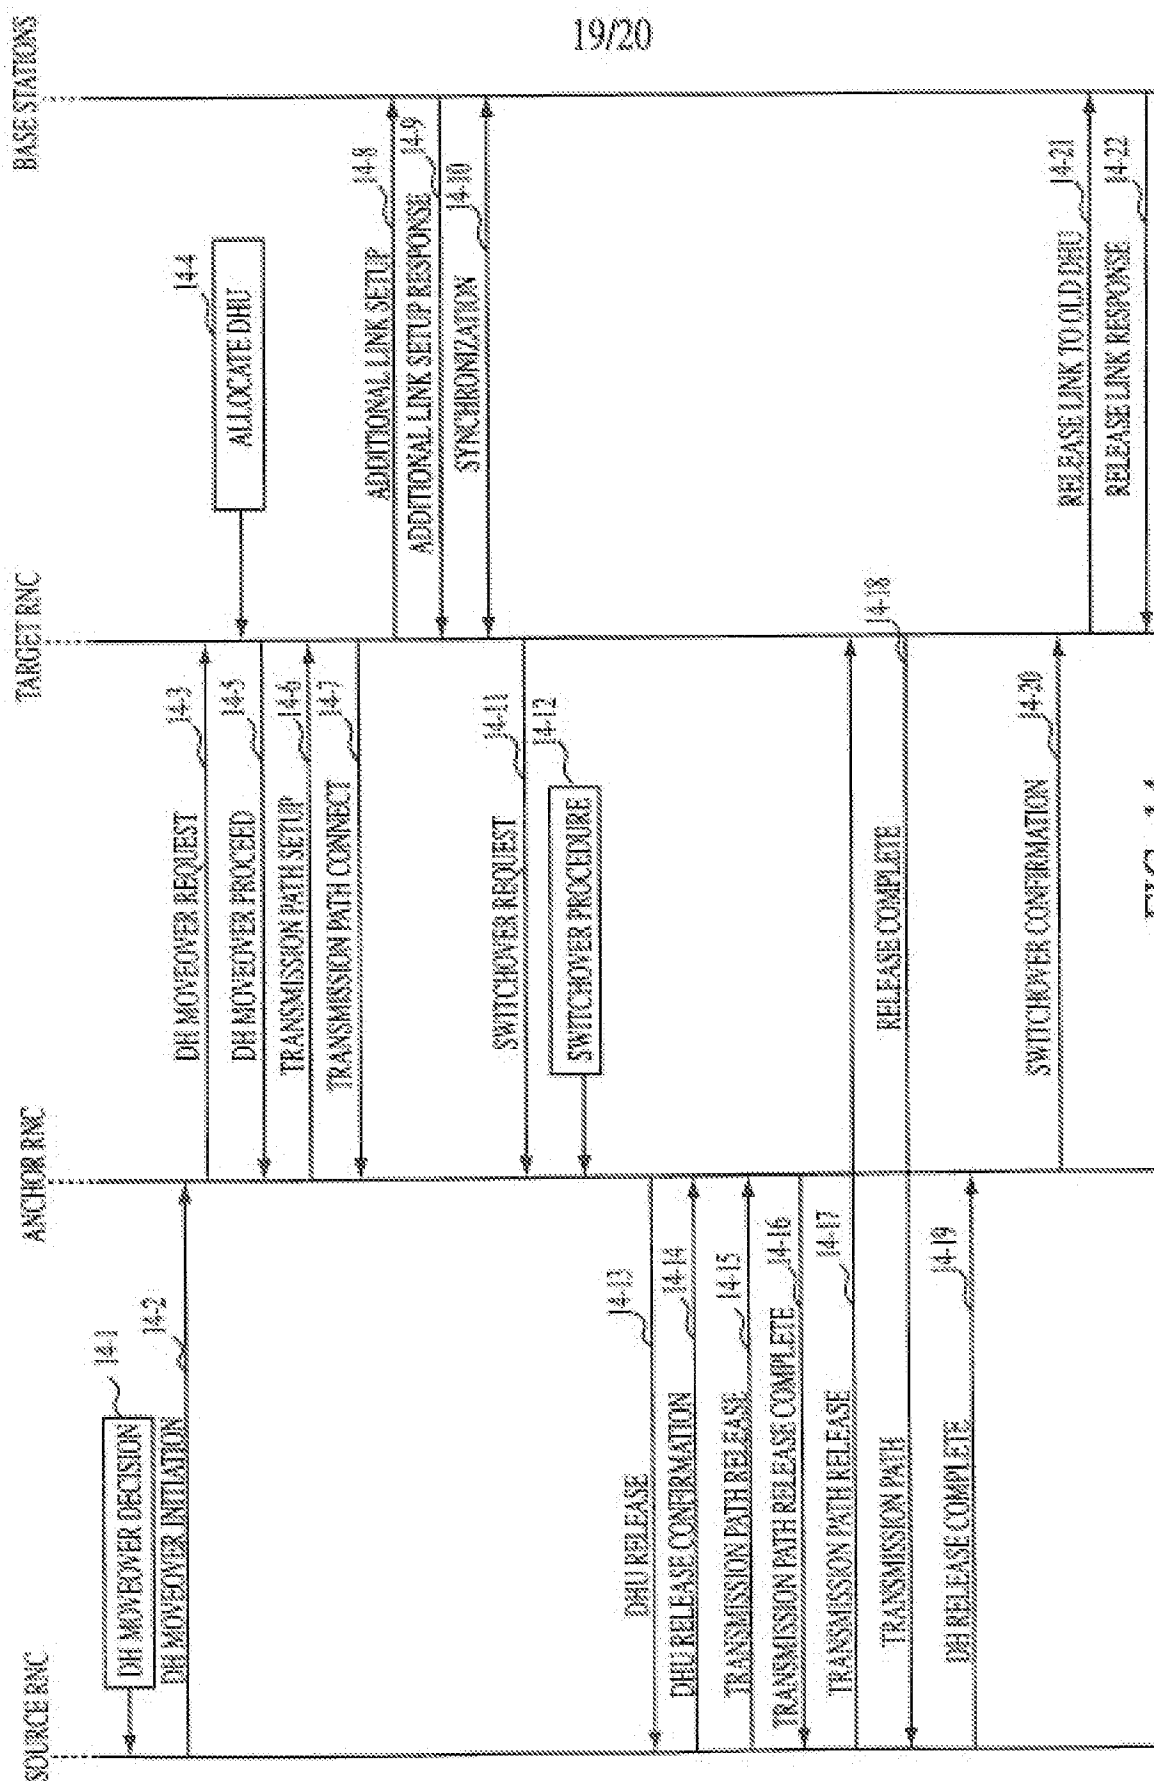 19/20
SOURCE RNC
ANCHOR RNC
TARGET RNC
BASE STATIONS
14-1
DH MOVEOVER DECISION
DH MOVEOVER INITIATION
14-2
DH MOVEOVER REQUEST
14-3
14-4
ALLOCATE DHU
DH MOVEOVER PROCEED
14-5
TRANSMISSION PATH SETUP
14-6
TRANSMISSION PATH CONNECT
14-7
ADDITIONAL LINK SETUP
14-8
ADDITIONAL LINK SETUP RESPONSE
14-9
SYNCHRONIZATION
14-10
SWITCHOVER REQUEST
14-11
SWITCHOVER PROCEDURE
14-12
DHU RELEASE
14-13
DHU RELEASE CONFIRMATION
14-14
TRANSMISSION PATH RELEASE
14-15
TRANSMISSION PATH RELEASE COMPLETE
14-16
TRANSMISSION PATH RELEASE
14-17
TRANSMISSION PATH
RELEASE COMPLETE
14-18
DH RELEASE COMPLETE
14-19
SWITCHOVER CONFIRMATION
14-20
RELEASE LINK TO OLD DHU
14-21
RELEASE LINK RESPONSE
14-22